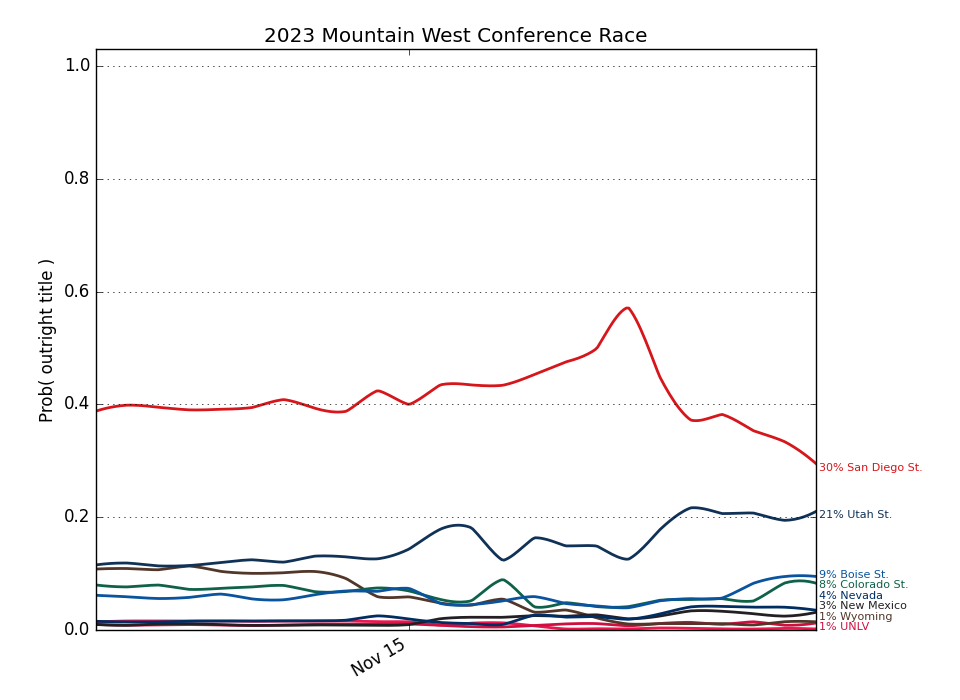 2023 Mountain West Conference Race
Prob( outright title )
1.0
0.8
0.6
0.4
0.2
0.0
Nov 15
30% San Diego St.
21% Utah St.
9% Boise St.
8% Colorado St.
4% Nevada
3% New Mexico
1% Wyoming
1% UNLV